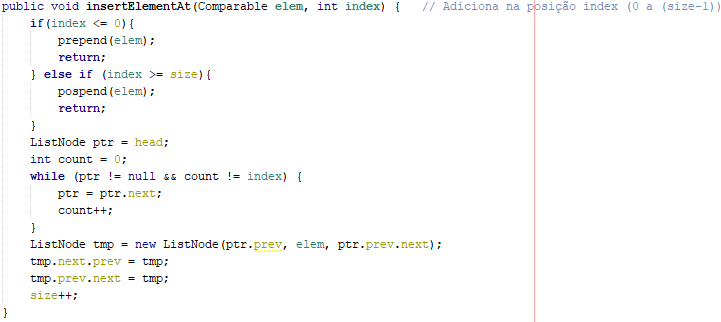 public void insertElementAt(Comparable elem, int index) {   // Adiciona na posição index (0 a (size-1))
    if(index <= 0){
        prepend(elem);
        return;
    } else if (index >= size){
        pospend(elem);
        return;
    }
    ListNode ptr = head;
    int count = 0;
    while (ptr != null && count != index) {
        ptr = ptr.next;
        count++;
    }
    ListNode tmp = new ListNode(ptr.prev, elem, ptr.prev.next);
    tmp.next.prev = tmp;
    tmp.prev.next = tmp;
    size++;
}